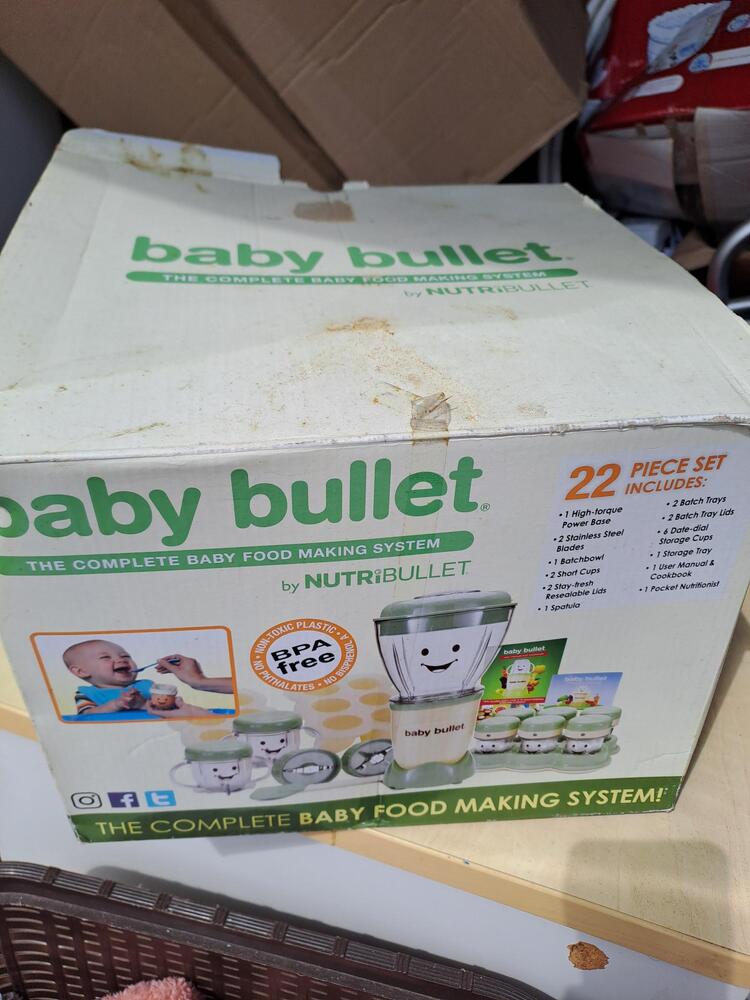 baby bullet
THE COMPLETE BABY FOOD MAKING SYSTEM
by NUTRiBULLET
baby bullet®
THE COMPLETE BABY FOOD MAKING SYSTEM
by NUTRiBULLET
22 PIECE SET
INCLUDES:
• 1 High-torque
Power Base
• 2 Stainless Steel
Blades
• 1 Batchbowl
• 2 Short Cups
• 2 Stay-fresh
Resealable Lids
• 1 Spatula
• 2 Batch Trays
• 2 Batch Tray Lids
• 6 Date-dial
Storage Cups
• 1 Storage Tray
• 1 User Manual &
Cookbook
• 1 Pocket Nutritionist
• NON-TOXIC PLASTIC •
BPA
free
NO PHTHALATES •
baby bullet
baby bullet
baby bullet
THE COMPLETE BABY FOOD MAKING SYSTEM!